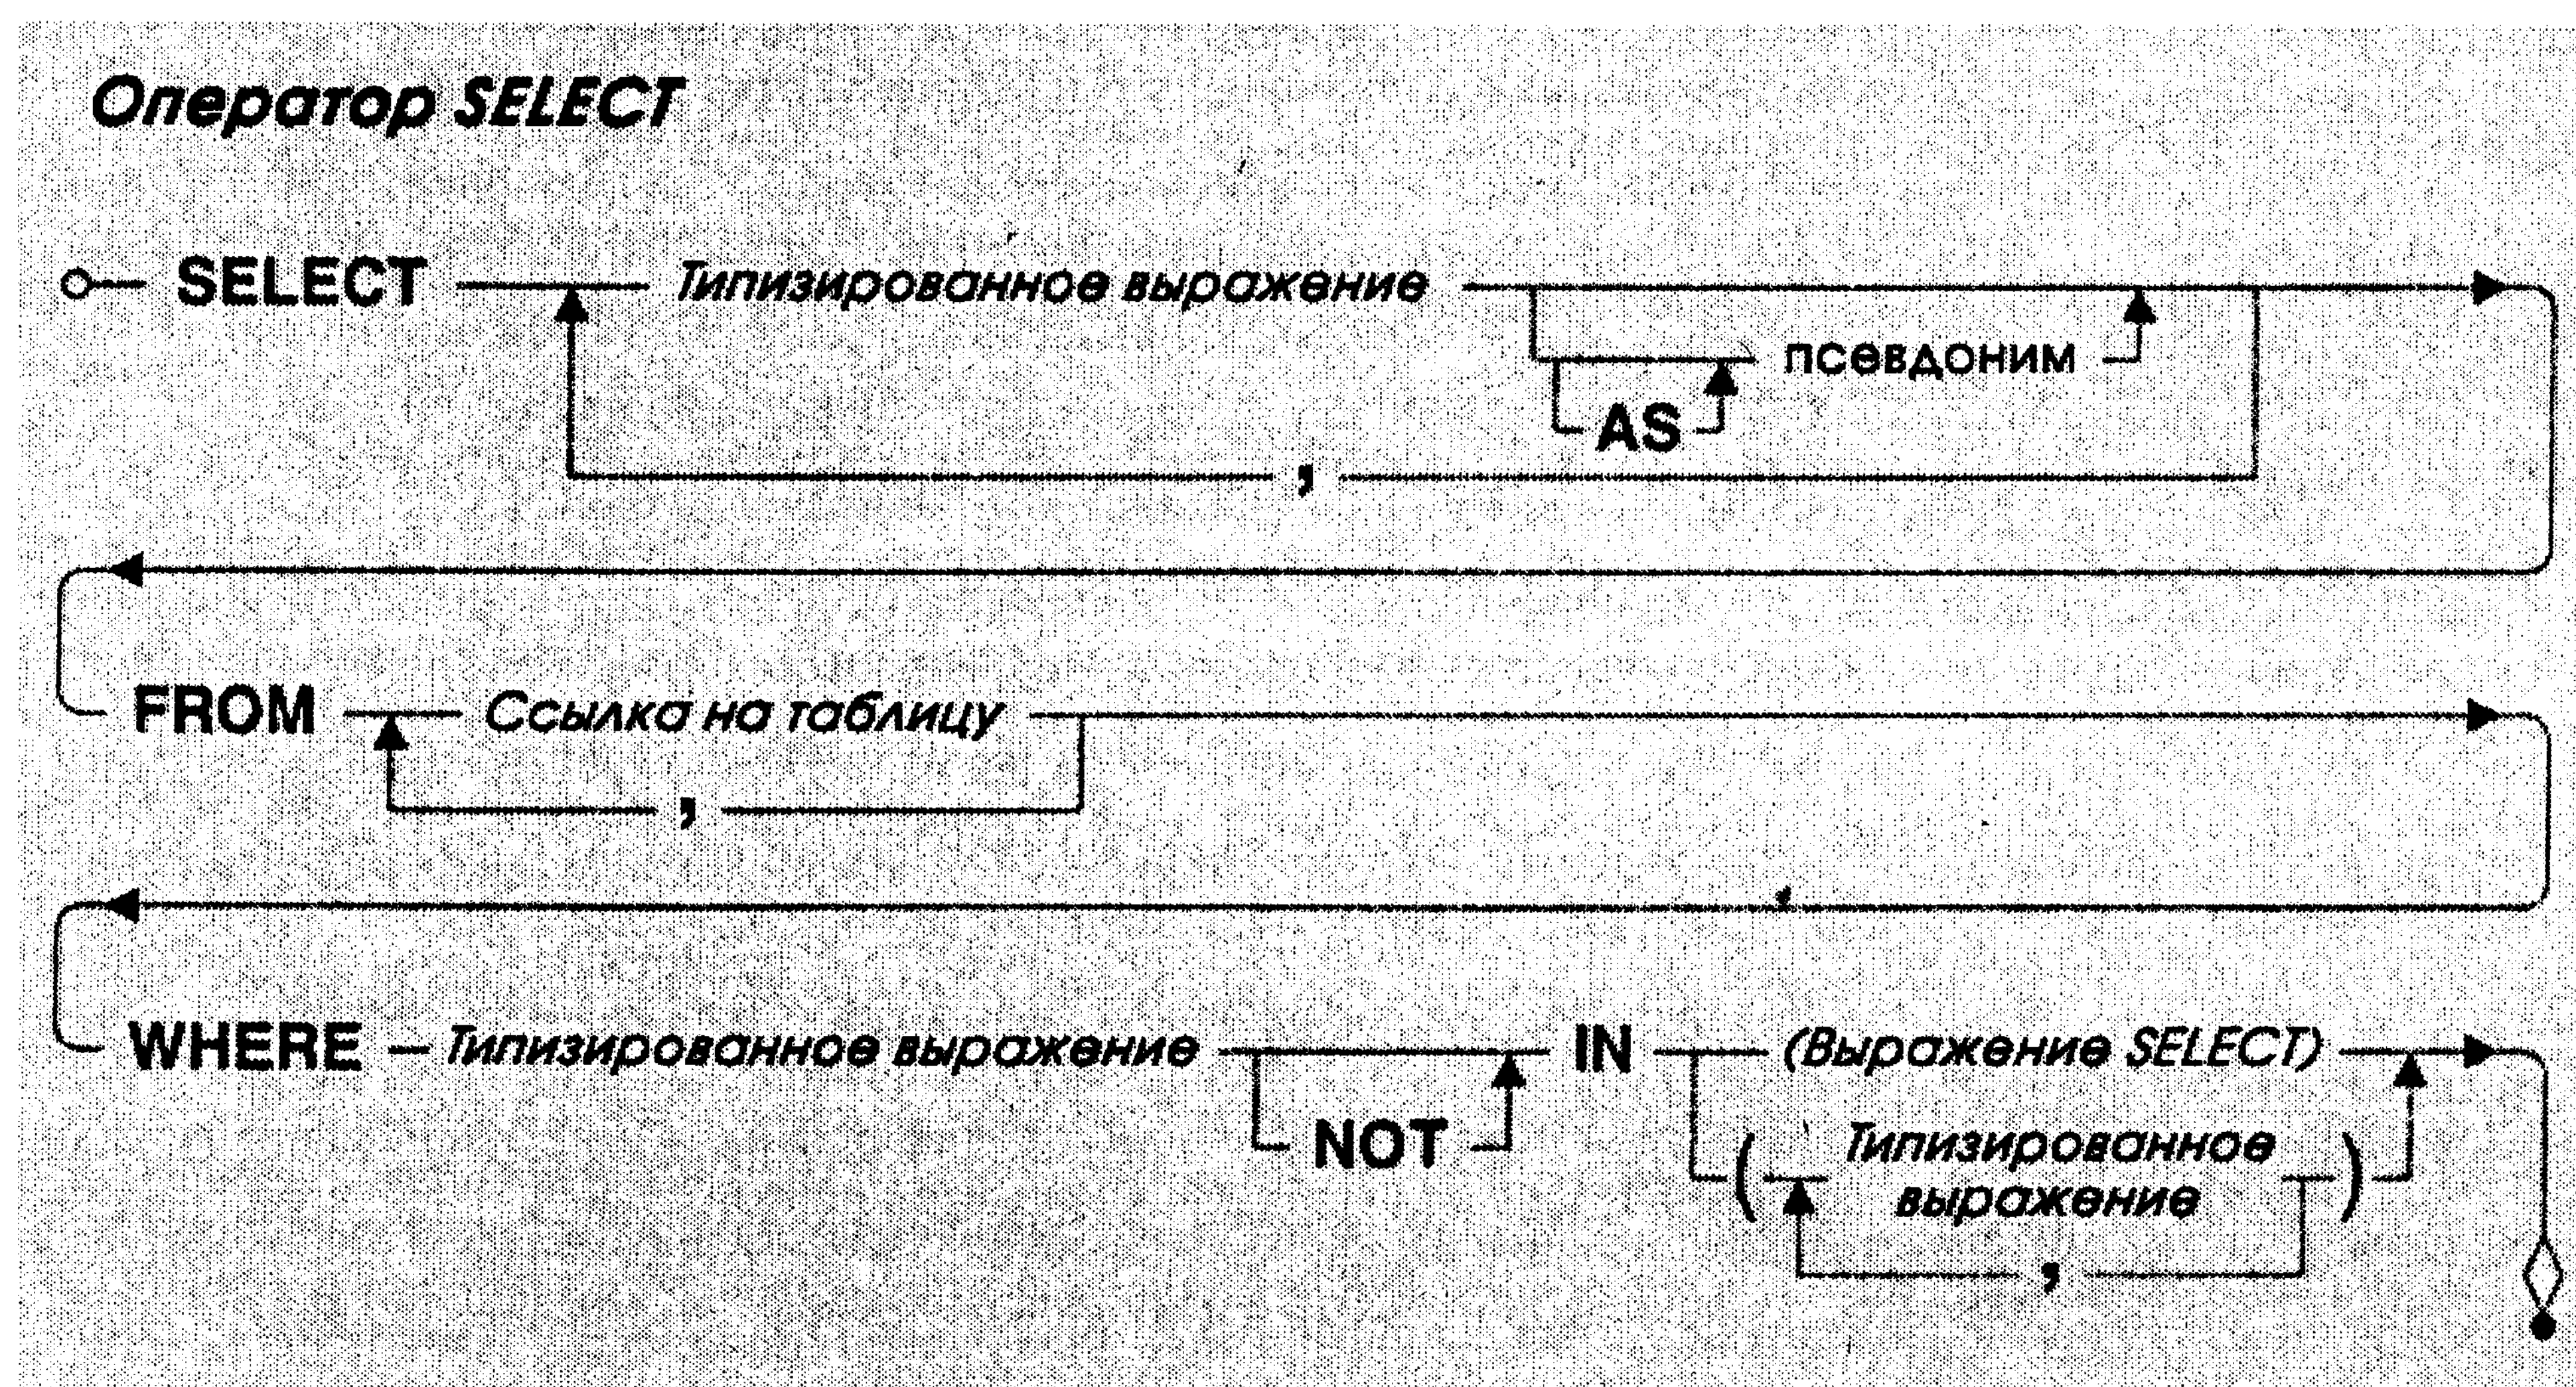 Оператор SELECT
SELECT Типизированное выражение
псевдоним
AS
,
FROM Ссылка на таблицу
,
WHERE Типизированное выражение IN (Выражение SELECT)
NOT ( Типизированное )
выражение
,